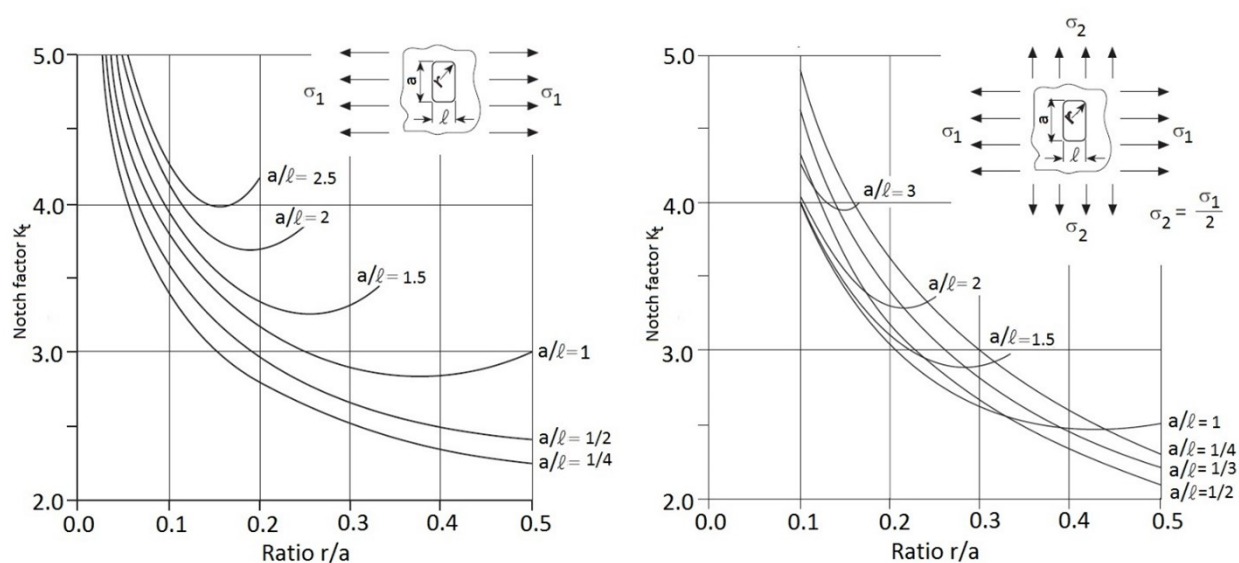 5.0
4.0
3.0
2.0
Notch factor Kt
0.0
0.1
0.2
0.3
0.4
0.5
Ratio r/a
σ1
a
r
ℓ
σ1
a/ℓ= 2.5
a/ℓ= 2
a/ℓ= 1.5
a/ℓ=1
a/ℓ= 1/2
a/ℓ= 1/4
5.0
4.0
3.0
2.0
Notch factor Kt
0.0
0.1
0.2
0.3
0.4
0.5
Ratio r/a
σ2
σ1
a
r
ℓ
σ1
σ2
σ2 = σ1/2
a/ℓ= 3
a/ℓ= 2
a/ℓ=1.5
a/ℓ= 1
a/ℓ= 1/4
a/ℓ= 1/3
a/ℓ= 1/2